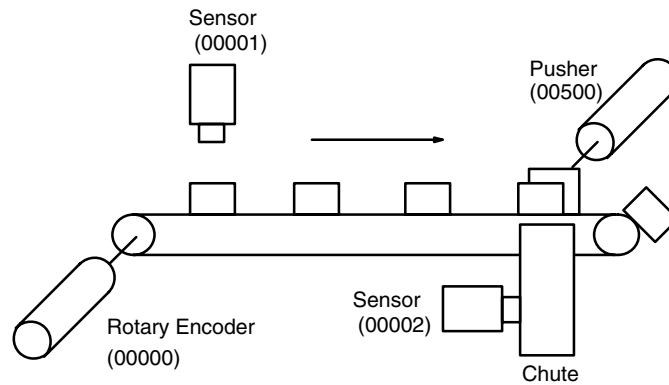 Sensor
(00001)
Pusher
(00500)
Sensor
(00002)
Rotary Encoder
(00000)
Chute